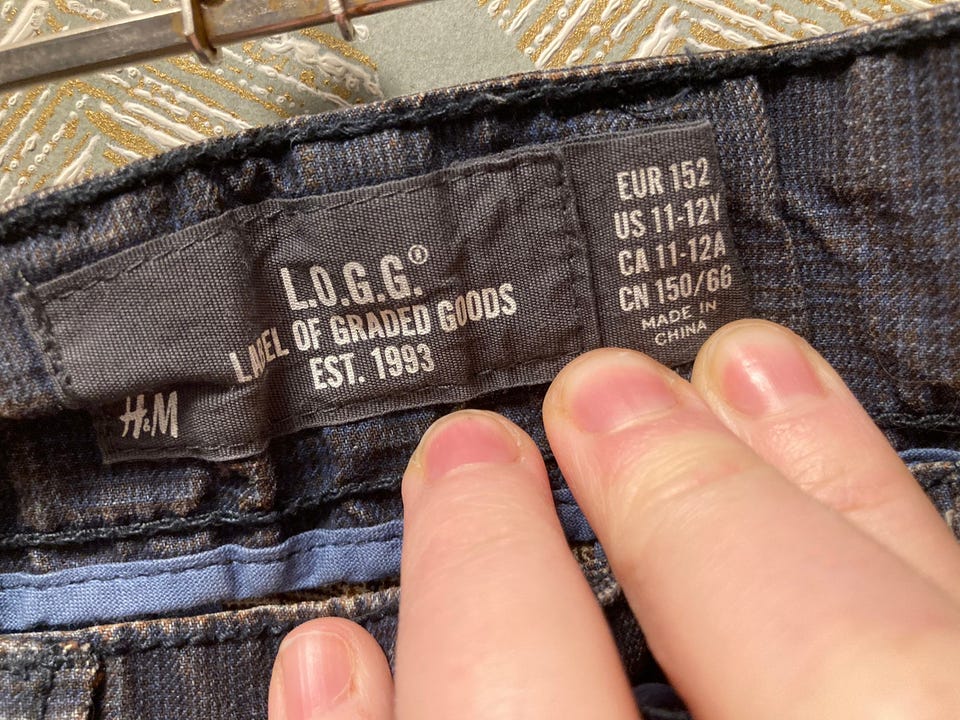 L.O.G.G.®
LABEL OF GRADED GOODS
EST. 1993
H&M
EUR 152
US 11-12Y
CA 11-12A
CN 150/66
MADE IN
CHINA